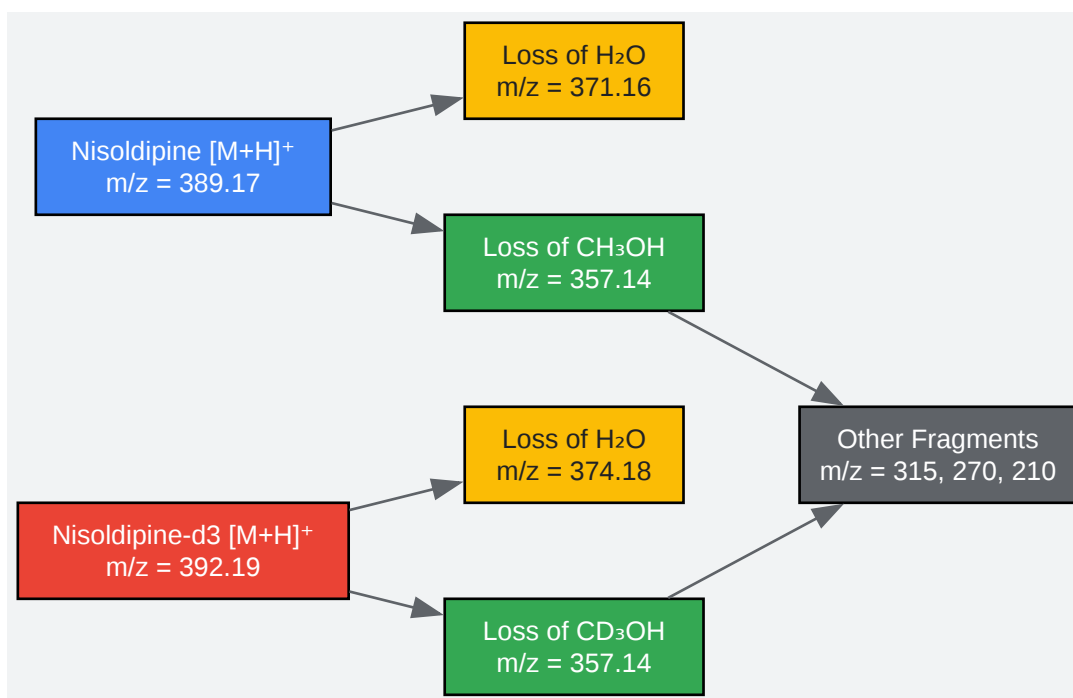 Loss of H₂O
m/z = 371.16
Nisoldipine [M+H]⁺
m/z = 389.17
Loss of CH₃OH
m/z = 357.14
Loss of H₂O
m/z = 374.18
Other Fragments
m/z = 315, 270, 210
Nisoldipine-d3 [M+H]⁺
m/z = 392.19
Loss of CD₃OH
m/z = 357.14